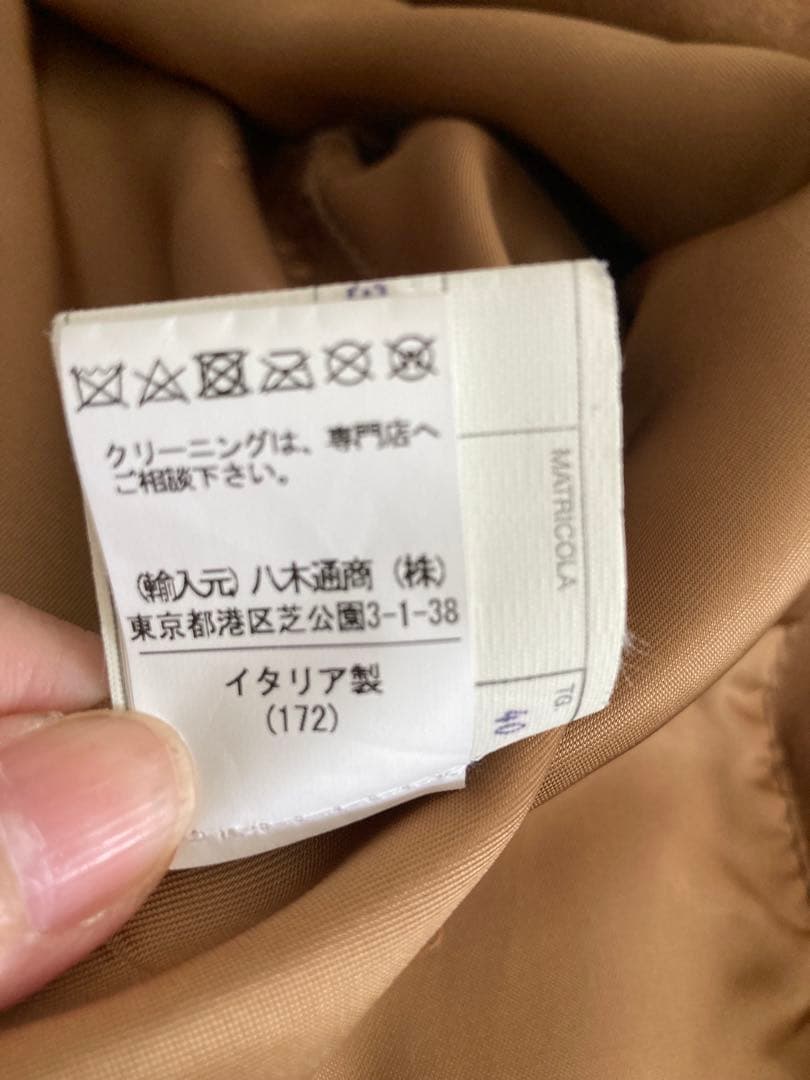 クリーニングは、専門店へ
ご相談下さい。
(輸入元) 八木通商 (株)
東京都港区芝公園3-1-38
イタリア製
(172)
MATRICOLA
TG.
40